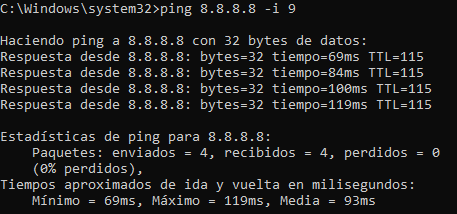 C:\Windows\system32>ping 8.8.8.8 -i 9
Haciendo ping a 8.8.8.8 con 32 bytes de datos:
Respuesta desde 8.8.8.8: bytes=32 tiempo=69ms TTL=115
Respuesta desde 8.8.8.8: bytes=32 tiempo=84ms TTL=115
Respuesta desde 8.8.8.8: bytes=32 tiempo=100ms TTL=115
Respuesta desde 8.8.8.8: bytes=32 tiempo=119ms TTL=115
Estadísticas de ping para 8.8.8.8:
Paquetes: enviados = 4, recibidos = 4, perdidos = 0
(0% perdidos),
Tiempos aproximados de ida y vuelta en milisegundos:
Mínimo = 69ms, Máximo = 119ms, Media = 93ms